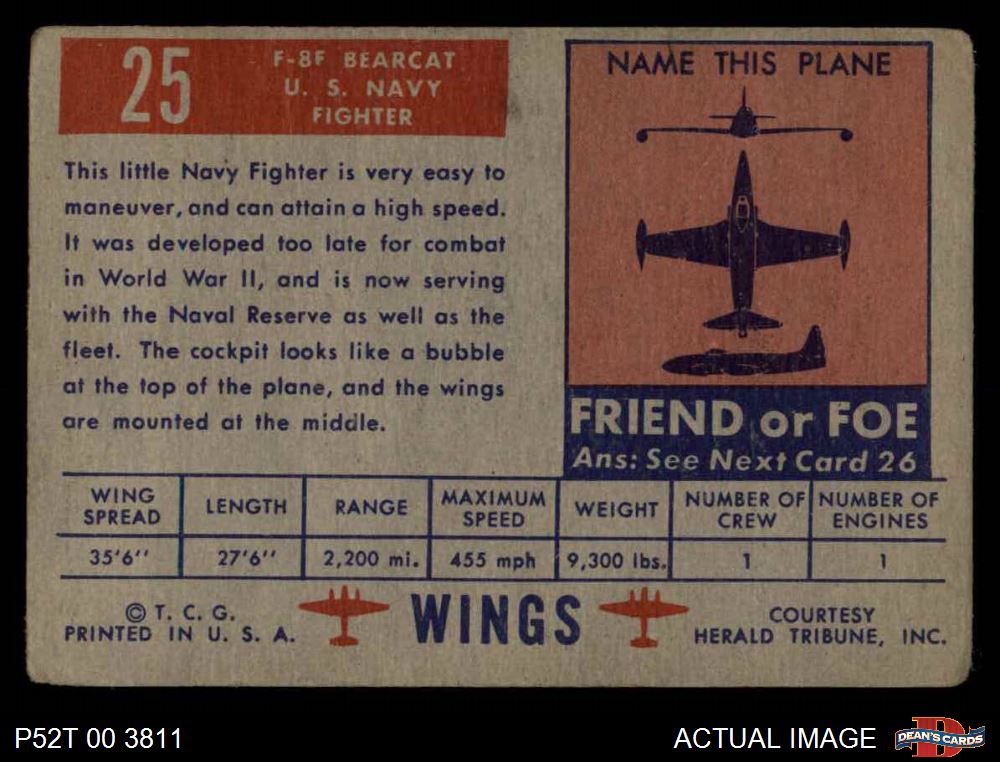 25
F-8F BEARCAT
U. S. NAVY
FIGHTER
This little Navy Fighter is very easy to
maneuver, and can attain a high speed.
It was developed too late for combat
in World War II, and is now serving
with the Naval Reserve as well as the
fleet. The cockpit looks like a bubble
at the top of the plane, and the wings
are mounted at the middle.
NAME THIS PLANE
FRIEND or FOE
Ans: See Next Card 26
WING SPREAD LENGTH RANGE MAXIMUM SPEED WEIGHT NUMBER OF CREW NUMBER OF ENGINES
35'6'' 27'6'' 2,200 mi. 455 mph 9,300 lbs. 1 1
© T. C. G.
PRINTED IN U. S. A.
WINGS
COURTESY
HERALD TRIBUNE, INC.
P52T 00 3811
ACTUAL IMAGE
D
DEAN'S CARDS